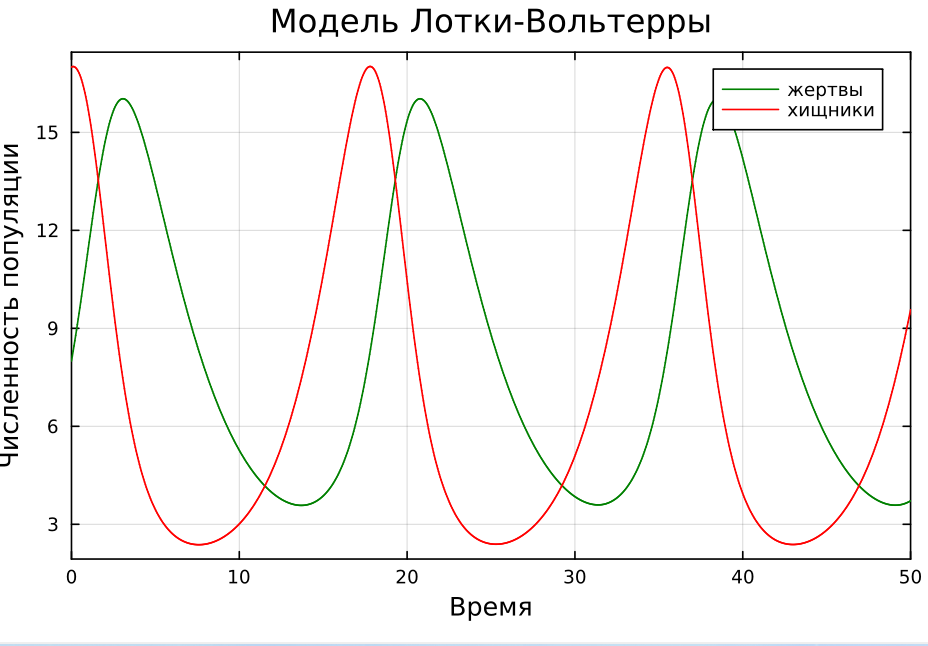 Модель Лотки-Вольтерры
жертвы
хищники
Численность популяции
15
12
9
6
3
0 10 20 30 40 50
Время